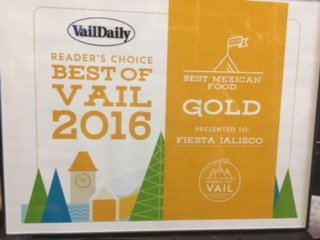 VailDaily
READER'S CHOICE
BEST OF
VAIL
2016
BEST MEXICAN
FOOD
GOLD
PRESENTED TO:
FIESTA JALISCO
BEST OF
VAIL